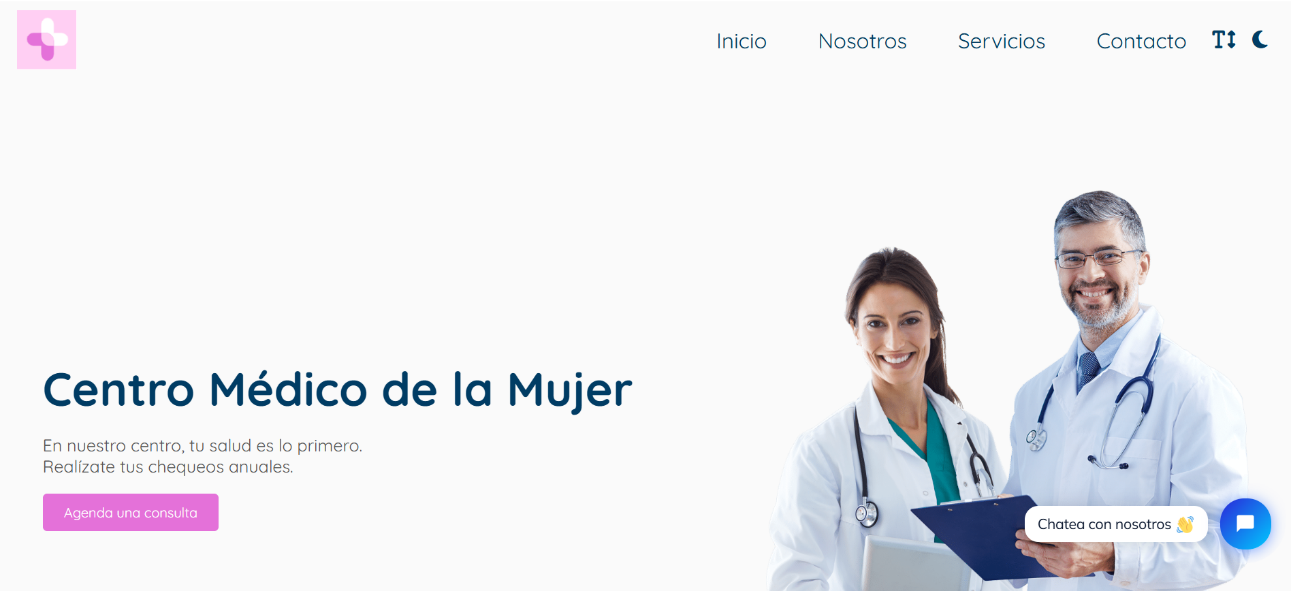 Inicio
Nosotros
Servicios
Contacto
T
Centro Médico de la Mujer
En nuestro centro, tu salud es lo primero.
Realízate tus chequeos anuales.
Agenda una consulta
Chatea con nosotros 👋